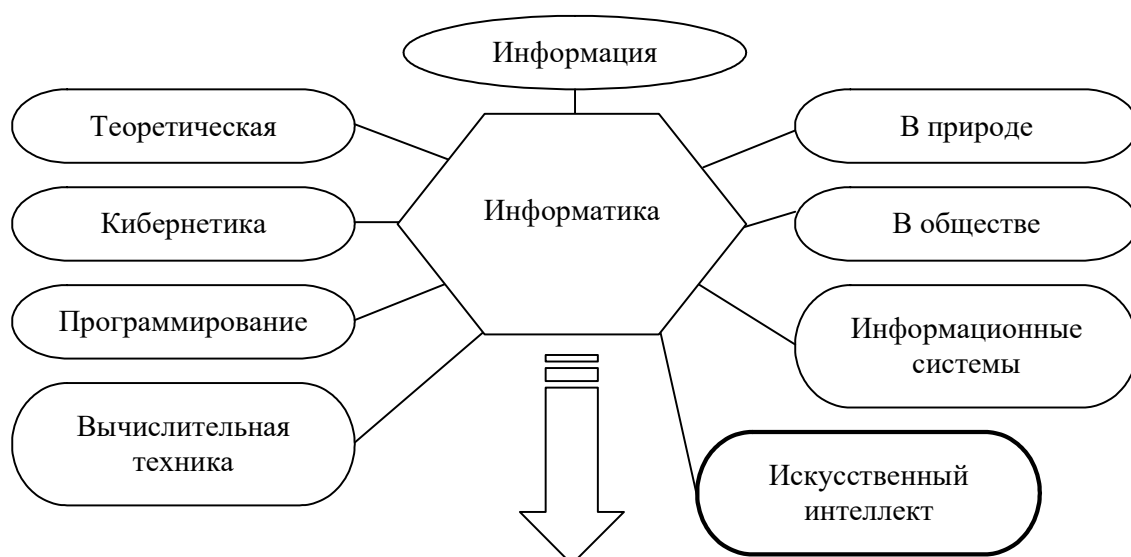 Информация
Теоретическая
В природе
Информатика
Кибернетика
В обществе
Программирование
Информационные
системы
Вычислительная
техника
Искусственный
интеллект